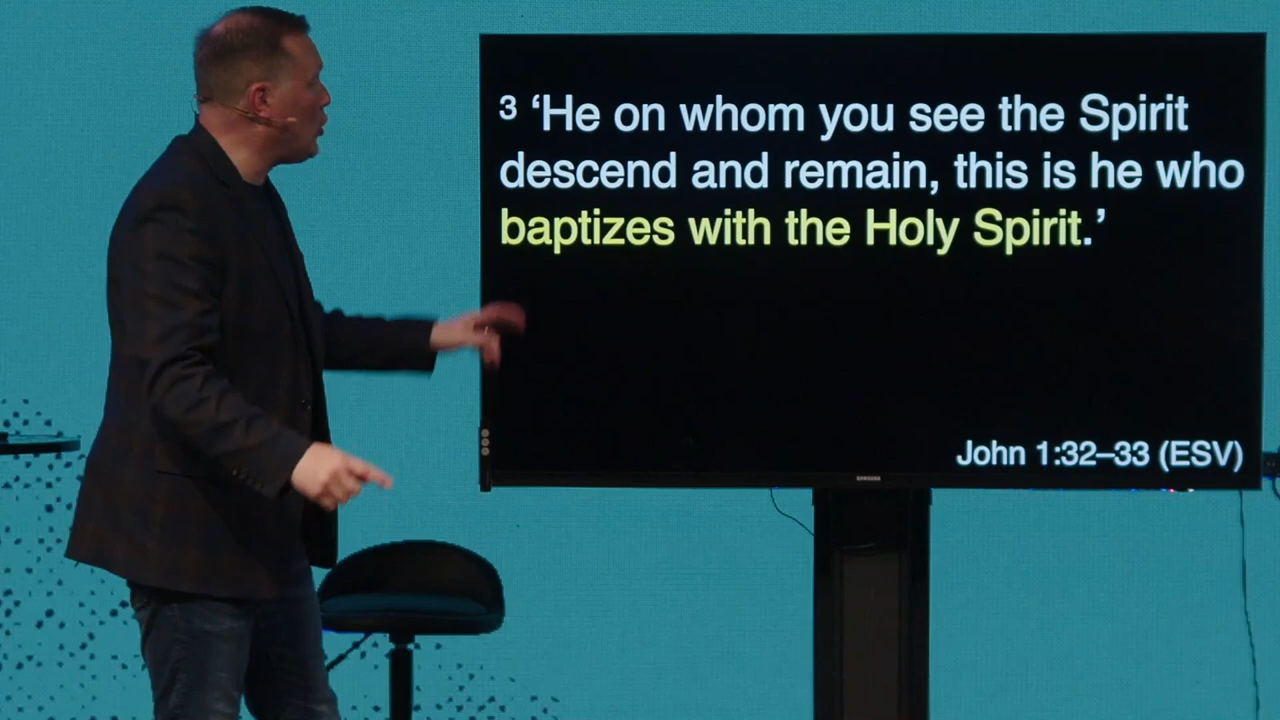 3 ‘He on whom you see the Spirit
descend and remain, this is he who
baptizes with the Holy Spirit.’
John 1:32–33 (ESV)
SAMSUNG